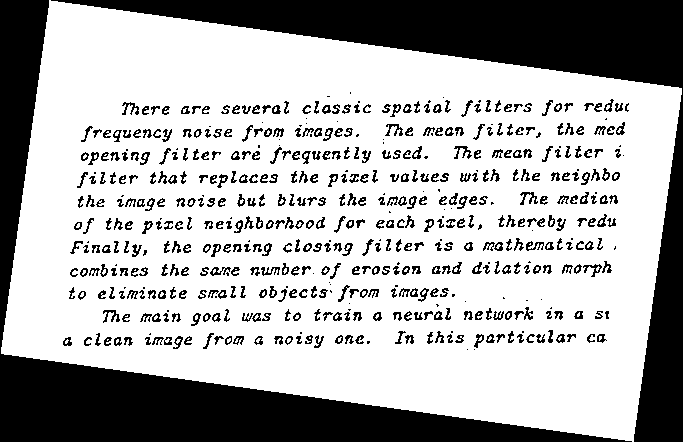 There are several classic spatial filters for reduc
frequency noise from images. The mean filter, the med
opening filter are frequently used. The mean filter i
filter that replaces the pixel values with the neighbo
the image noise but blurs the image edges. The median
of the pixel neighborhood for each pixel, thereby redu
Finally, the opening closing filter is a mathematical
combines the same number of erosion and dilation morph
to eliminate small objects from images.
The main goal was to train a neural network in a
a clean image from a noisy one. In this particular ca